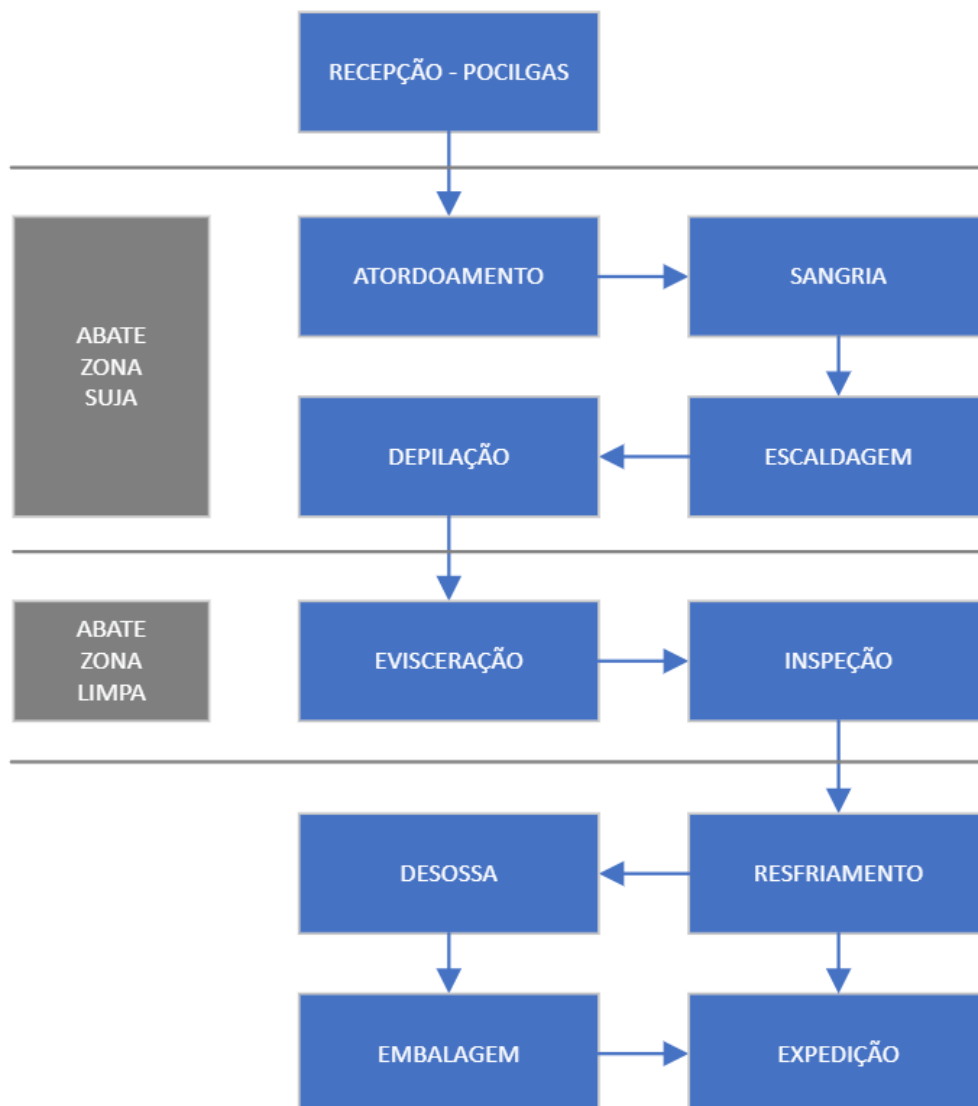 RECEPÇÃO - POCILGAS
ABATE
ZONA
SUJA
ATORDOAMENTO
SANGRIA
DEPILAÇÃO
ESCALDAGEM
ABATE
ZONA
LIMPA
EVISCERAÇÃO
INSPEÇÃO
DESOSSA
RESFRIAMENTO
EMBALAGEM
EXPEDIÇÃO